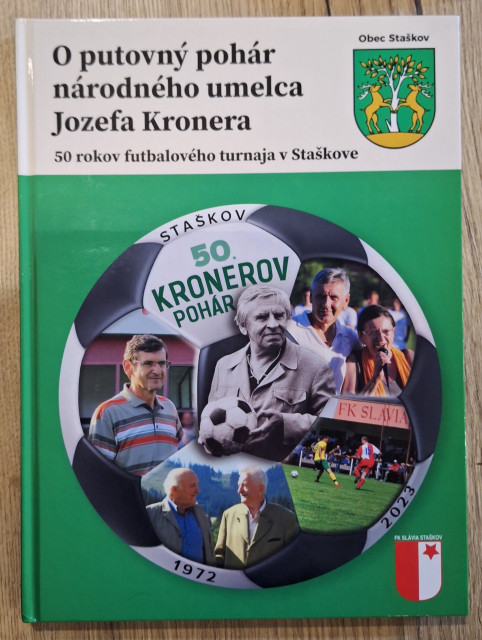 O putovný pohár
národného umelca
Jozefa Kronera
50 rokov futbalového turnaja v Staškove
Obec Staškov
STAŠKOV
50.
KRONEROV
POHÁR
FK SLÁVIA
1972
2023
FK SLÁVIA STAŠKOV